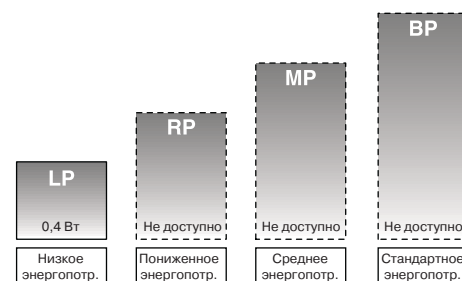 BP
MP
RP
LP
0,4 Вт
Не доступно
Не доступно
Не доступно
Низкое
энергопотр.
Пониженное
энергопотр.
Среднее
энергопотр.
Стандартное
энергопотр.